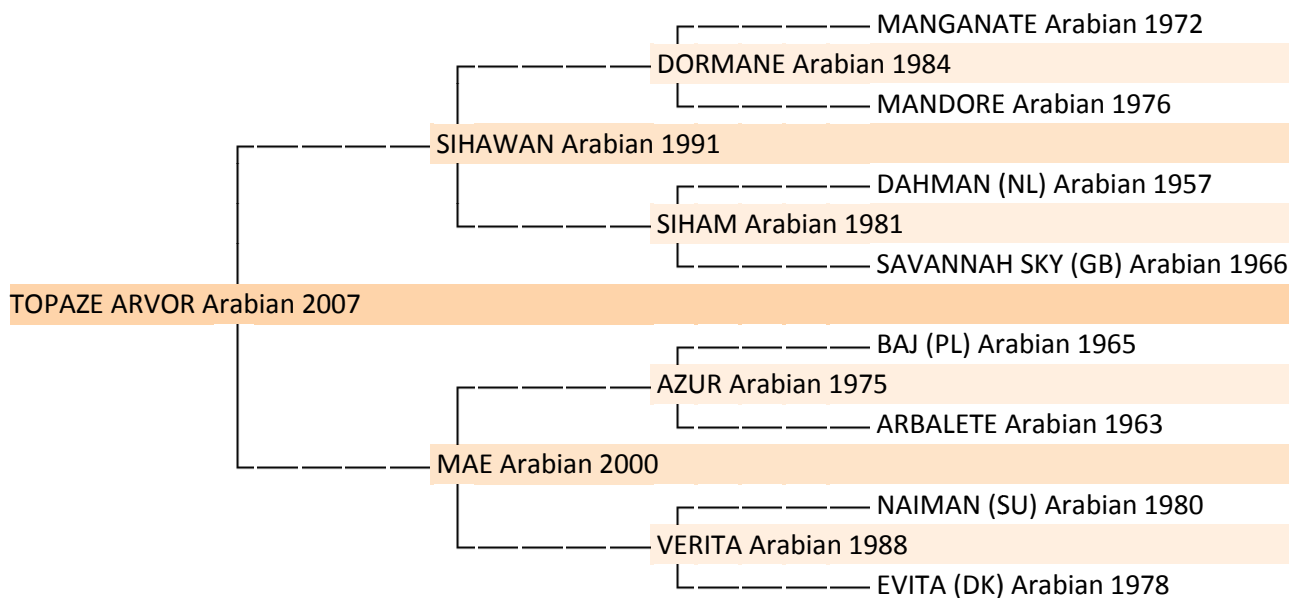 MANGANATE Arabian 1972
DORMANE Arabian 1984
MANDORE Arabian 1976
SIHAWAN Arabian 1991
DAHMAN (NL) Arabian 1957
SIHAM Arabian 1981
SAVANNAH SKY (GB) Arabian 1966
TOPAZE ARVOR Arabian 2007
BAJ (PL) Arabian 1965
AZUR Arabian 1975
ARBALETE Arabian 1963
MAE Arabian 2000
NAIMAN (SU) Arabian 1980
VERITA Arabian 1988
EVITA (DK) Arabian 1978